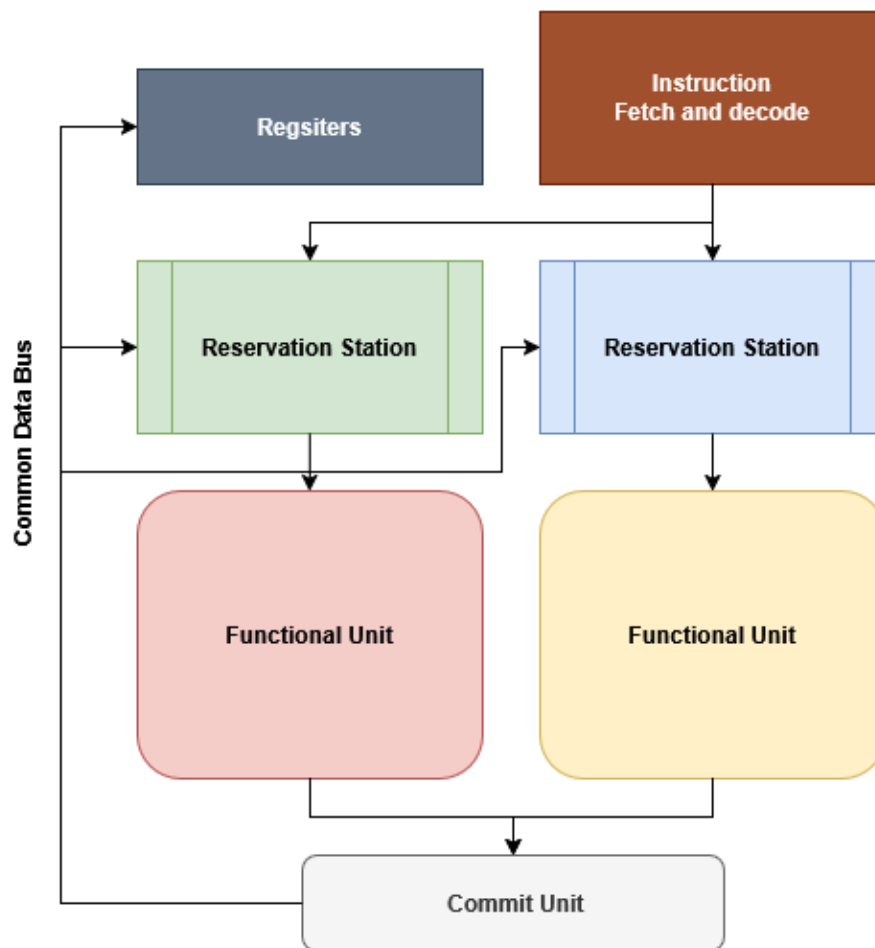 Regsiters
Instruction
Fetch and decode
Reservation Station
Reservation Station
Common Data Bus
Functional Unit
Functional Unit
Commit Unit